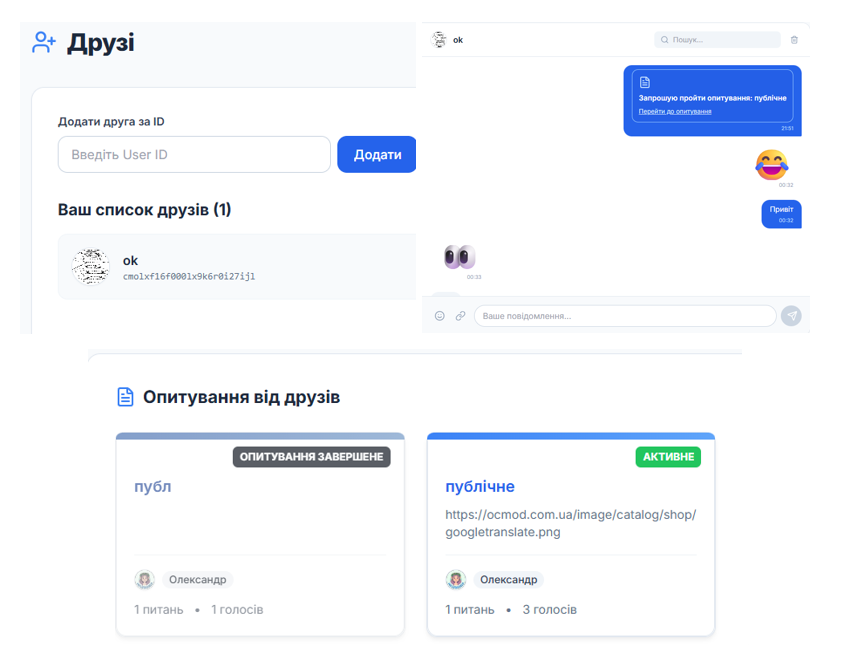 Друзі
Додати друга за ID
Введіть User ID
Додати
Ваш список друзів (1)
ok
cmolxf16f0001x9k6r0i27ijl
ok
Пошук...
Запрошую пройти опитування: публічне
Перейти до опитування
21:51
00:32
Привіт
00:32
00:33
Ваше повідомлення...
Опитування від друзів
ОПИТУВАННЯ ЗАВЕРШЕНЕ
публ
Олександр
1 питань • 1 голосів
АКТИВНЕ
публічне
https://ocmod.com.ua/image/catalog/shop/
googletranslate.png
Олександр
1 питань • 3 голосів